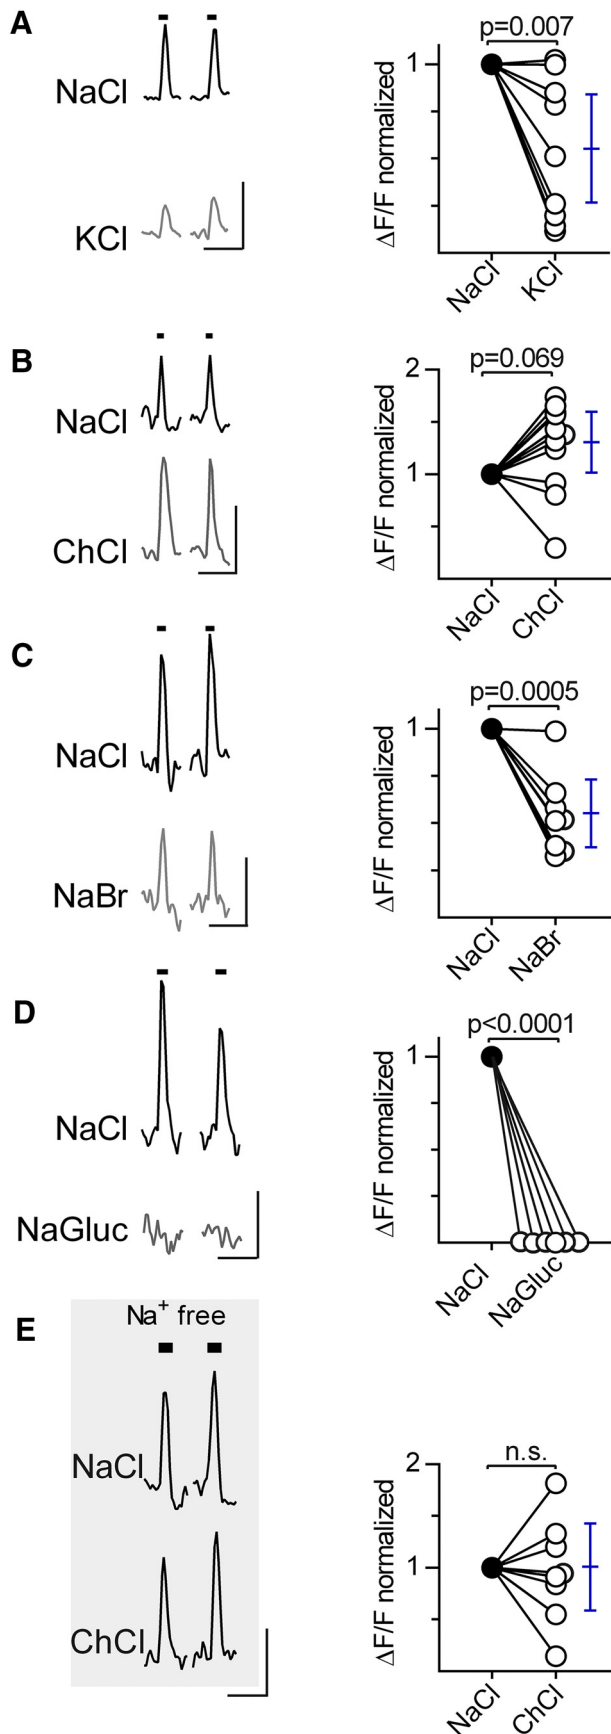 A
NaCl
KCl
p=0.007
1
ΔF/F normalized
NaCl
KCl
B
NaCl
ChCl
p=0.069
2
1
ΔF/F normalized
NaCl
ChCl
C
NaCl
NaBr
p=0.0005
1
ΔF/F normalized
NaCl
NaBr
D
NaCl
NaGluc
p<0.0001
1
ΔF/F normalized
NaCl
NaGluc
E
Na⁺ free
NaCl
ChCl
n.s.
2
1
ΔF/F normalized
NaCl
ChCl